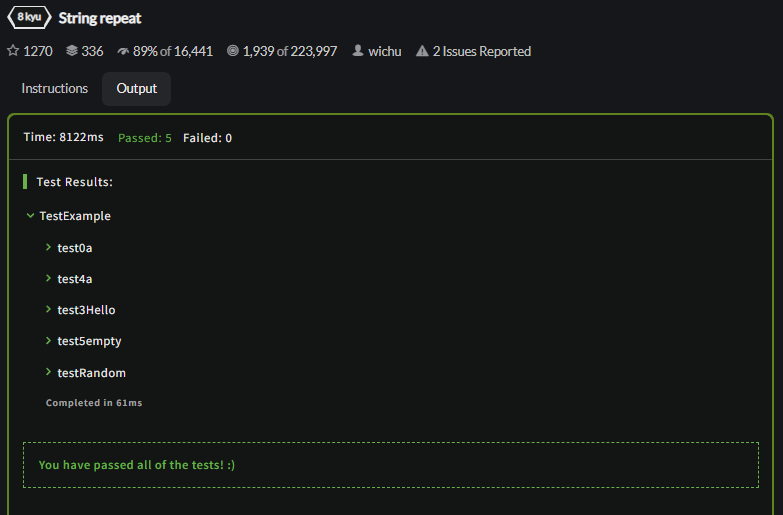 8 kyu String repeat
1270 336 89% of 16,441 1,939 of 223,997 wichu 2 Issues Reported
Instructions Output
Time: 8122ms Passed: 5 Failed: 0
Test Results:
TestExample
test0a
test4a
test3Hello
test5empty
testRandom
Completed in 61ms
You have passed all of the tests! :)